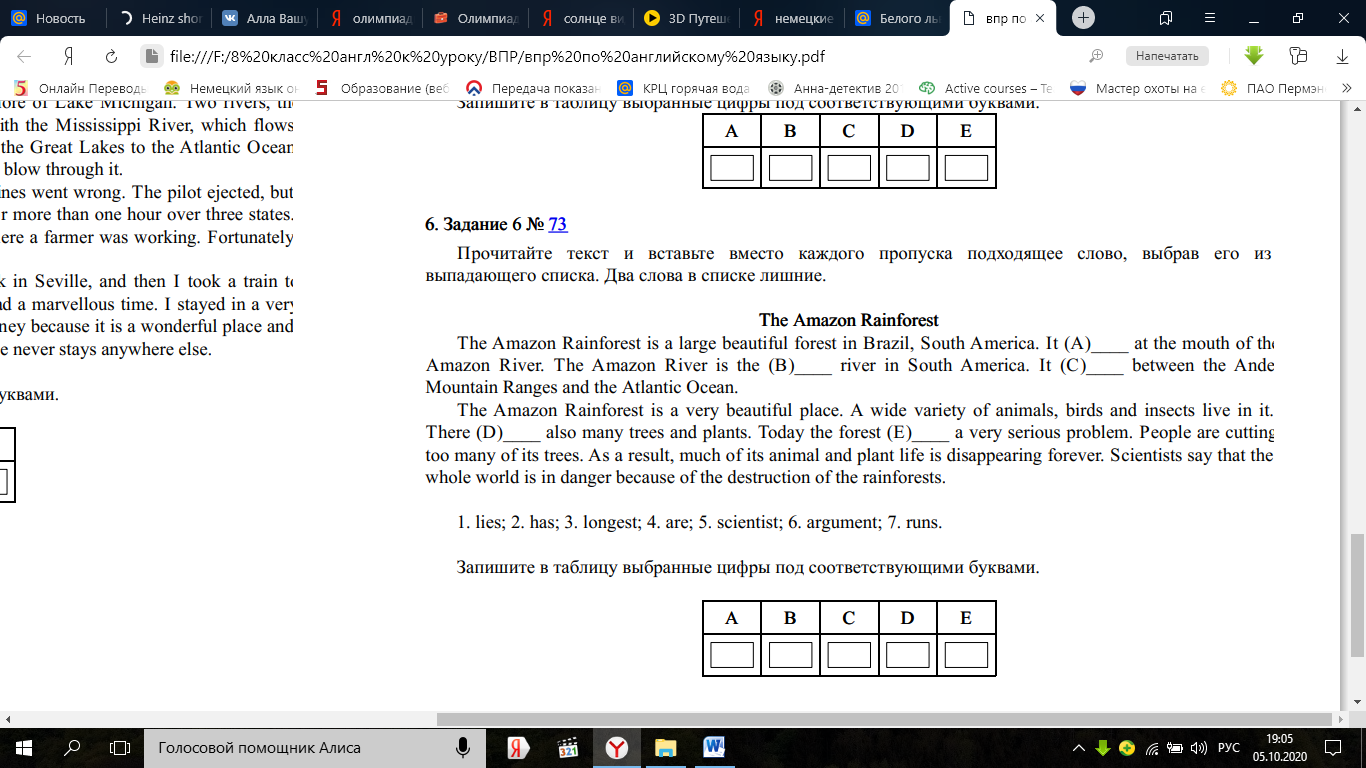 Новость
Heinz shor
Алла Вашу
олимпиад
Олимпиад
солнце ви
3D Путеше
немецкие
Белого ль
впр по
file:///F:/8%20класс%20англ%20к%20уроку/ВПР/впр%20по%20английскому%20языку.pdf
Напечатать
Онлайн Переводч
Немецкий язык он
Образование (веб
Передача показан
КРЦ горячая вода
Анна-детектив 20
Active courses – Te
Мастер охоты на е
ПАО Пермэн
ore of Lake Michigan. Two rivers, the
ith the Mississippi River, which flows
the Great Lakes to the Atlantic Ocean
blow through it.
ines went wrong. The pilot ejected, but
r more than one hour over three states.
ere a farmer was working. Fortunately
k in Seville, and then I took a train to
ad a marvellous time. I stayed in a very
ney because it is a wonderful place and
e never stays anywhere else.
уквами.
Запишите в таблицу выбранные цифры под соответствующими буквами.
A B C D E
6. Задание 6 № 73
Прочитайте текст и вставьте вместо каждого пропуска подходящее слово, выбрав его из
выпадающего списка. Два слова в списке лишние.
The Amazon Rainforest
The Amazon Rainforest is a large beautiful forest in Brazil, South America. It (A)____ at the mouth of the
Amazon River. The Amazon River is the (B)____ river in South America. It (C)____ between the Ande
Mountain Ranges and the Atlantic Ocean.
The Amazon Rainforest is a very beautiful place. A wide variety of animals, birds and insects live in it.
There (D)____ also many trees and plants. Today the forest (E)____ a very serious problem. People are cutting
too many of its trees. As a result, much of its animal and plant life is disappearing forever. Scientists say that the
whole world is in danger because of the destruction of the rainforests.
1. lies; 2. has; 3. longest; 4. are; 5. scientist; 6. argument; 7. runs.
Запишите в таблицу выбранные цифры под соответствующими буквами.
A B C D E
Голосовой помощник Алиса
321
РУС
19:05
05.10.2020